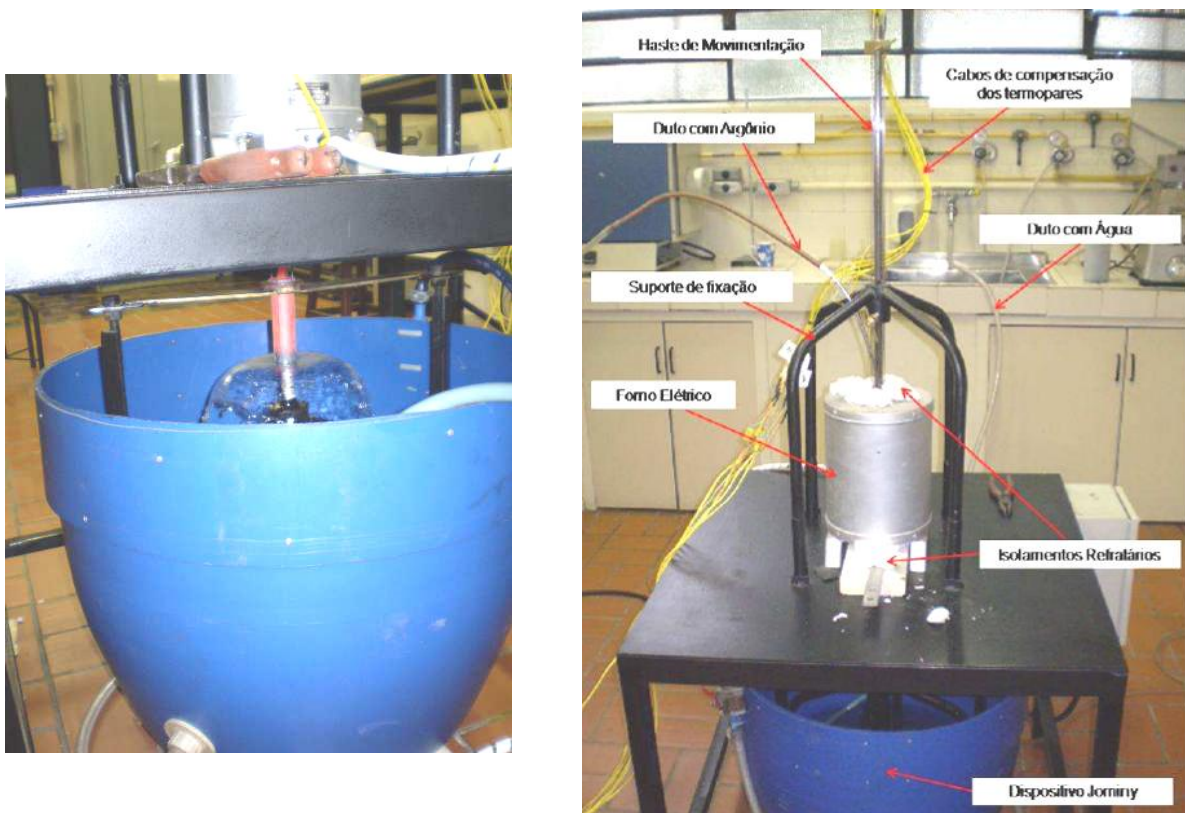 Haste de Movimentação
Cabos de compensação
dos termopares
Duto com Argônio
Duto com Água
Suporte de fixação
Forno Elétrico
Isolamentos Refratários
Dispositivo Jominy